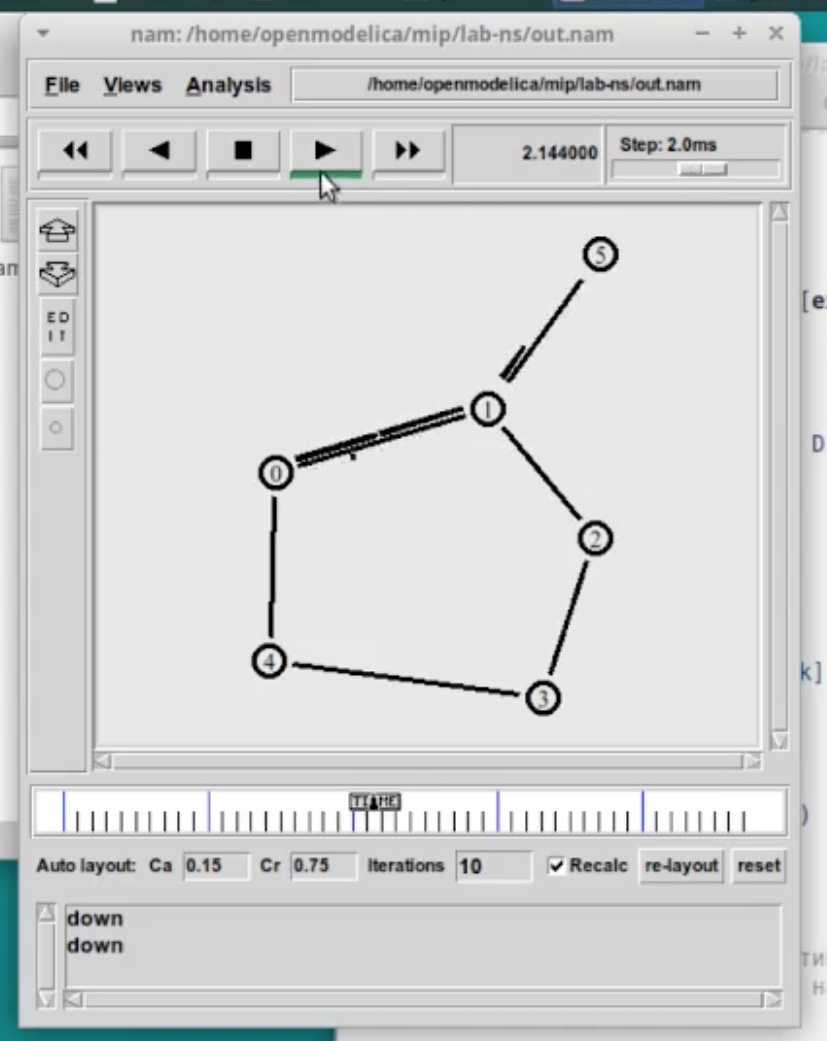 nam: /home/openmodelica/mip/lab-ns/out.nam
File Views Analysis /home/openmodelica/mip/lab-ns/out.nam
2.144000 Step: 2.0ms
5
ED
IT
1
0
2
4
3
TIME
Auto layout: Ca 0.15 Cr 0.75 Iterations 10 Recalc re-layout reset
down
down
[e
D
k]
)